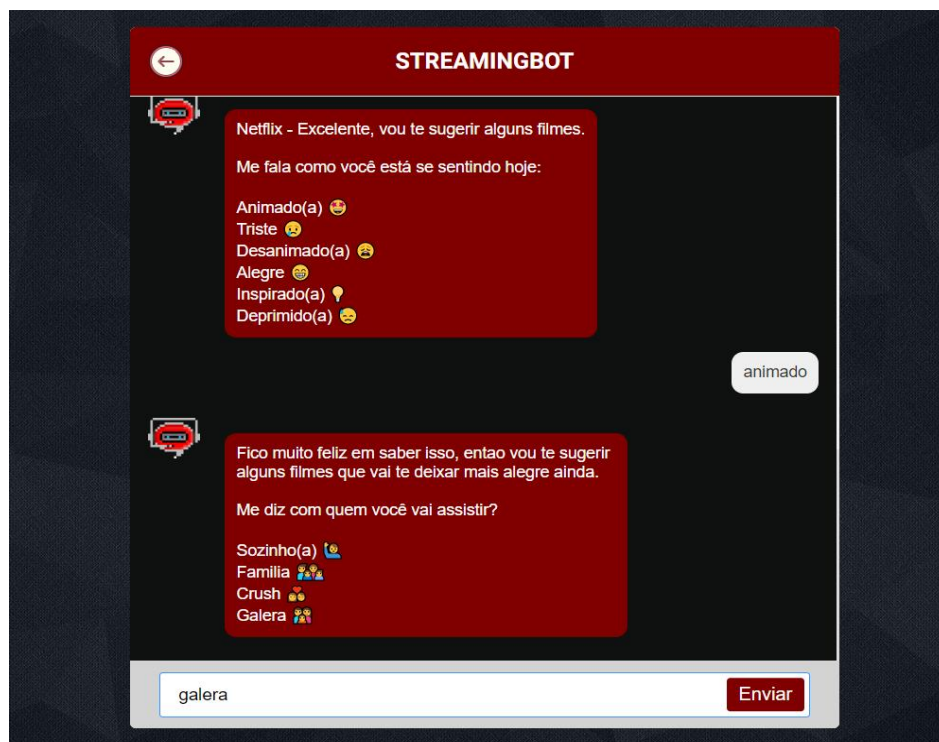 STREAMINGBOT
Netflix - Excelente, vou te sugerir alguns filmes.
Me fala como você está se sentindo hoje:
Animado(a) 🤩
Triste 😢
Desanimado(a) 😩
Alegre 😁
Inspirado(a) 💡
Deprimido(a) 😓
animado
Fico muito feliz em saber isso, entao vou te sugerir
alguns filmes que vai te deixar mais alegre ainda.
Me diz com quem você vai assistir?
Sozinho(a) 🙋
Familia 👨‍👩‍👧
Crush 💏
Galera 👫
galera
Enviar